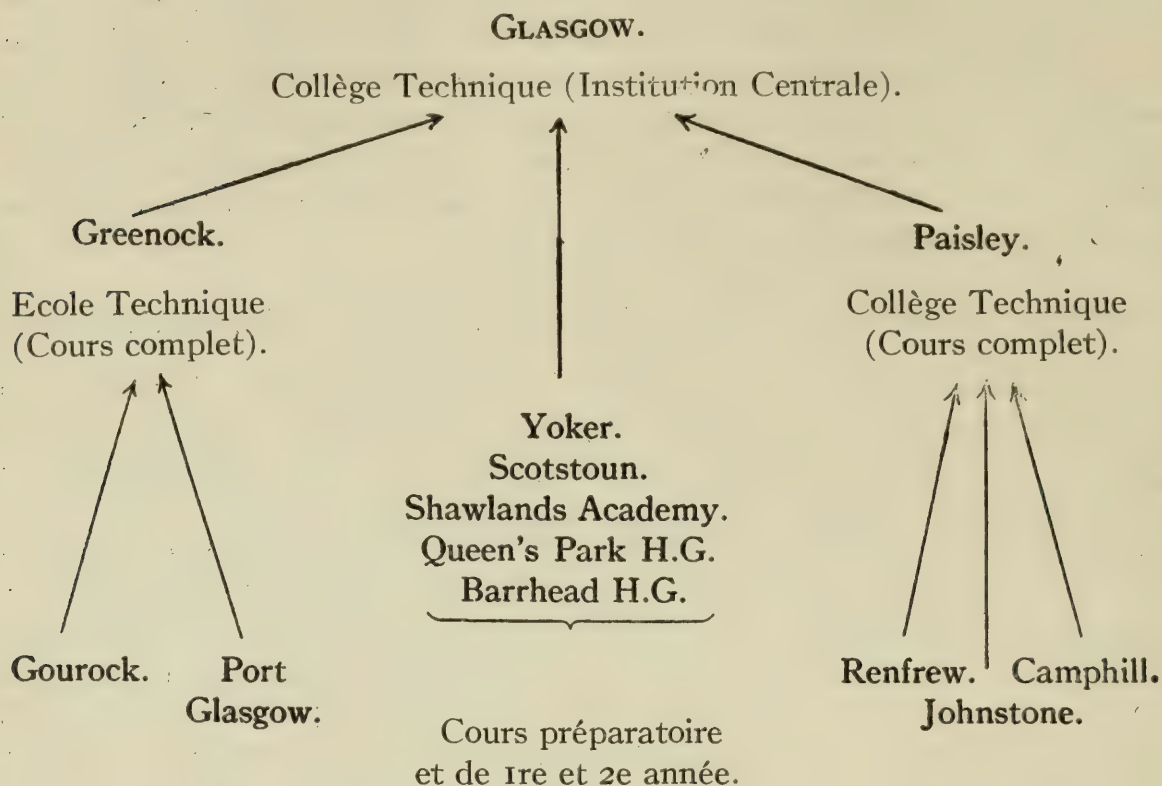 GLASGOW.
Collège Technique (Institution Centrale).
Greenock.
Ecole Technique
(Cours complet).
Paisley.
Collège Technique
(Cours complet).
Yoker.
Scotstoun.
Shawlands Academy.
Queen's Park H.G.
Barrhead H.G.
Gourock.
Port
Glasgow.
Renfrew. Camphill.
Johnstone.
Cours préparatoire
et de 1re et 2e année.